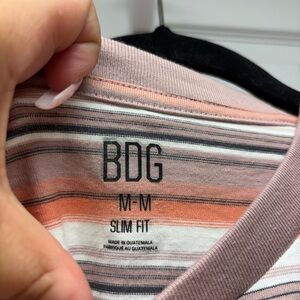 BDG
M-M
SLIM FIT
MADE IN GUATEMALA
FABRIQUÉ AU GUATEMALA